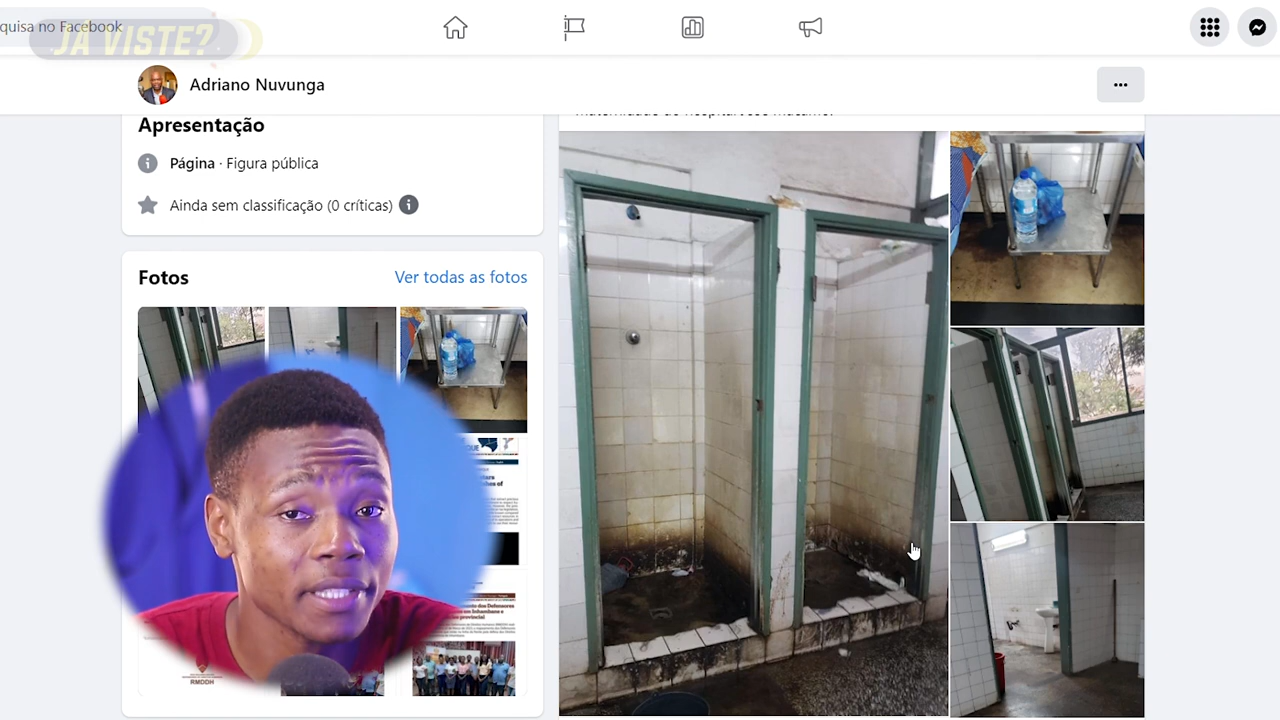 quisa no Facebook
JÁ VISTE?
Adriano Nuvunga
Apresentação
Página · Figura pública
Ainda sem classificação (0 críticas)
Fotos
Ver todas as fotos
RMDDH